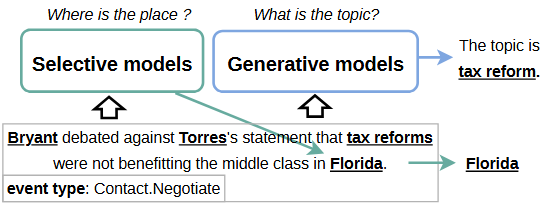 Where is the place ?
What is the topic?
Selective models
Generative models
The topic is
tax reform.
Bryant debated against Torres's statement that tax reforms
were not benefitting the middle class in Florida.
Florida
event type: Contact.Negotiate